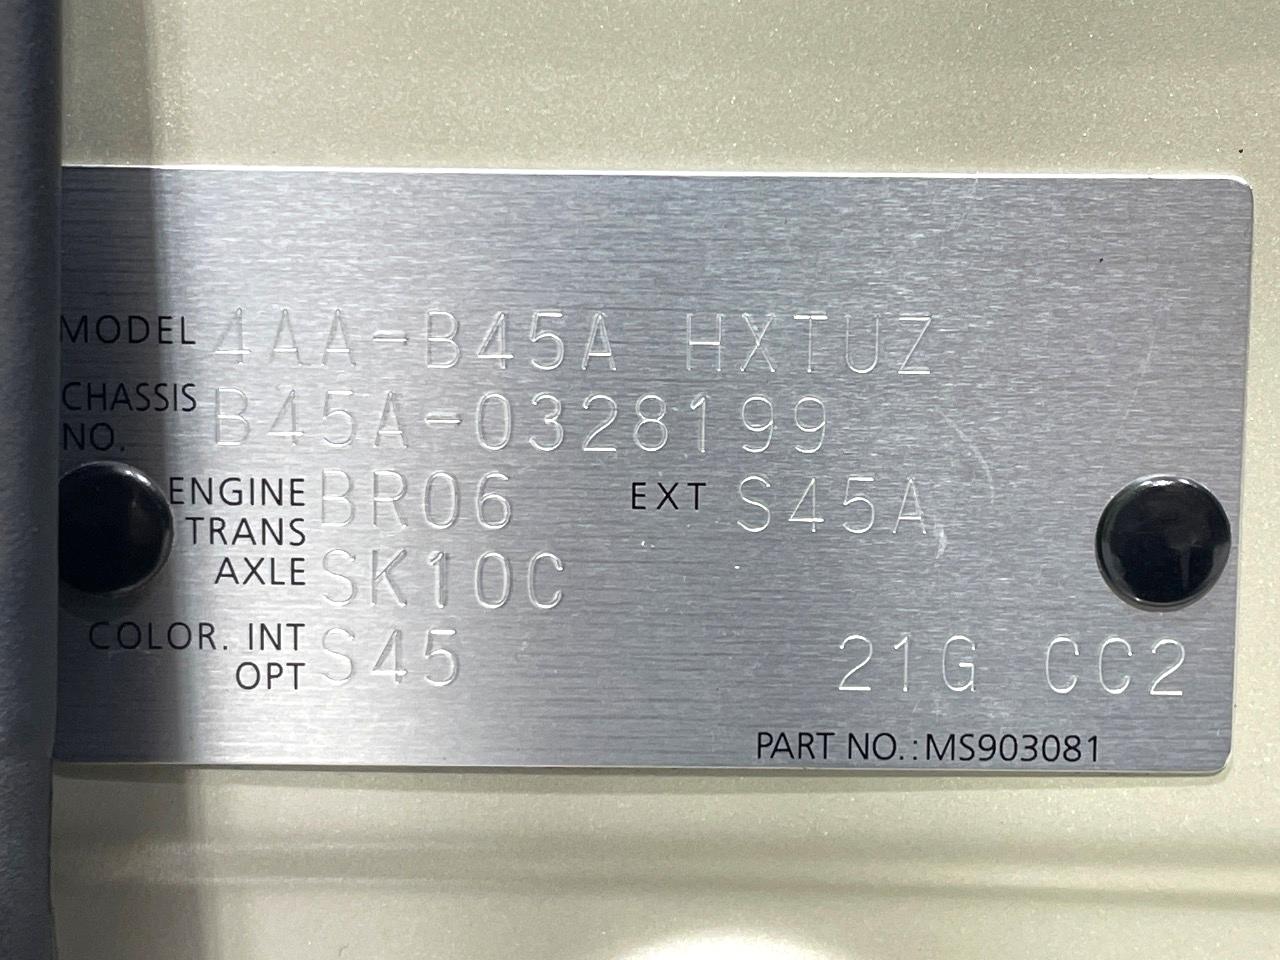 MODEL 4AA-B45A HXTUZ
CHASSIS NO. B45A-0328199
ENGINE BR06 EXT S45A
TRANS AXLE SK10C
COLOR. INT OPT S45 21G CC2
PART NO.:MS903081